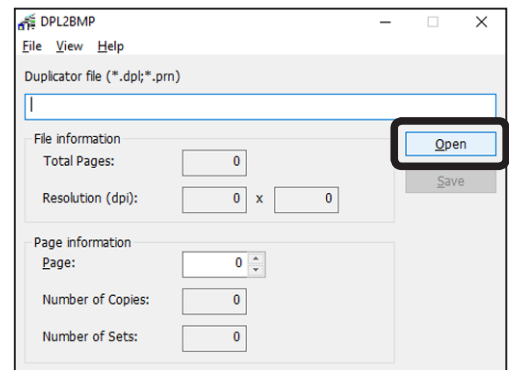 DPL2BMP
File View Help
Duplicator file (*.dpl;*.prn)
File information
Open
Total Pages: 0
Save
Resolution (dpi): 0 x 0
Page information
Page: 0
Number of Copies: 0
Number of Sets: 0